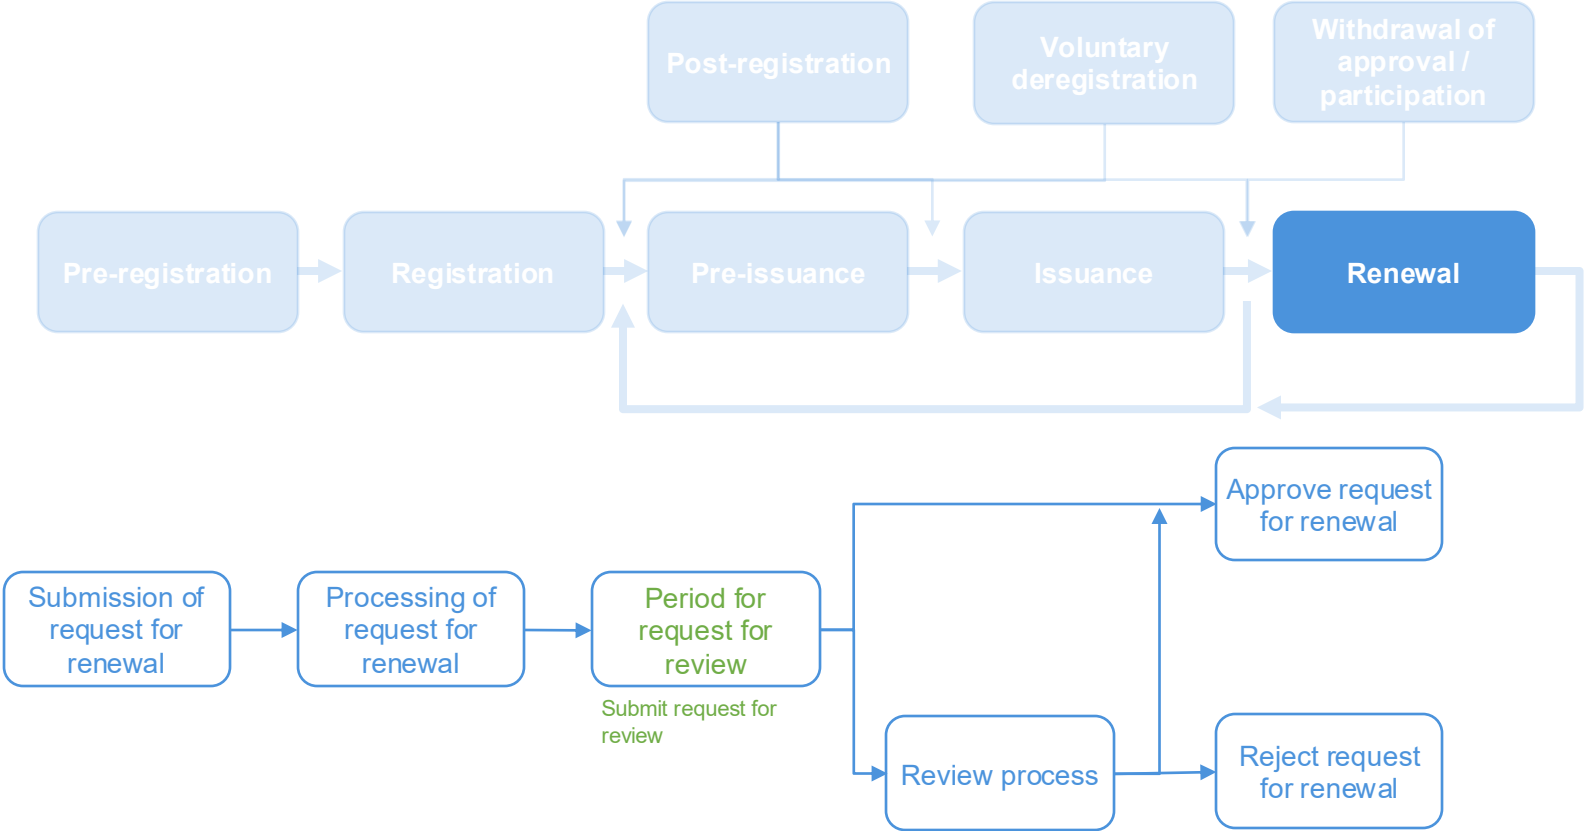 Post-registration
Voluntary
deregistration
Withdrawal of
approval /
participation
Pre-registration
Registration
Pre-issuance
Issuance
Renewal
Submission of
request for
renewal
Processing of
request for
renewal
Period for
request for
review
Submit request for
review
Review process
Approve request
for renewal
Reject request
for renewal